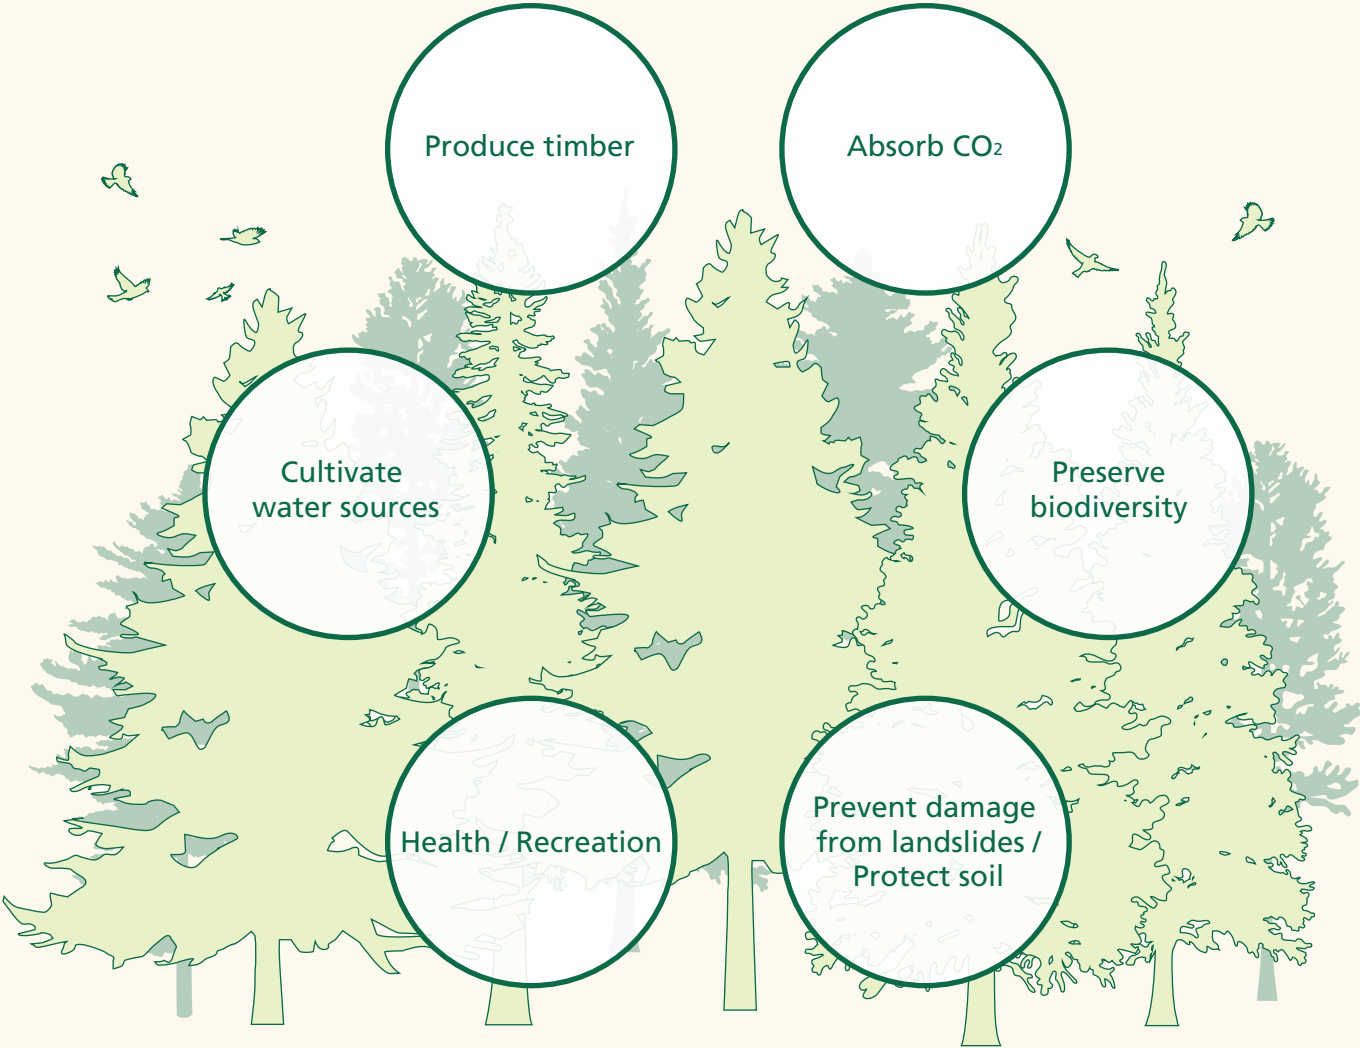 Produce timber
Absorb CO₂
Cultivate
water sources
Preserve
biodiversity
Health / Recreation
Prevent damage
from landslides /
Protect soil